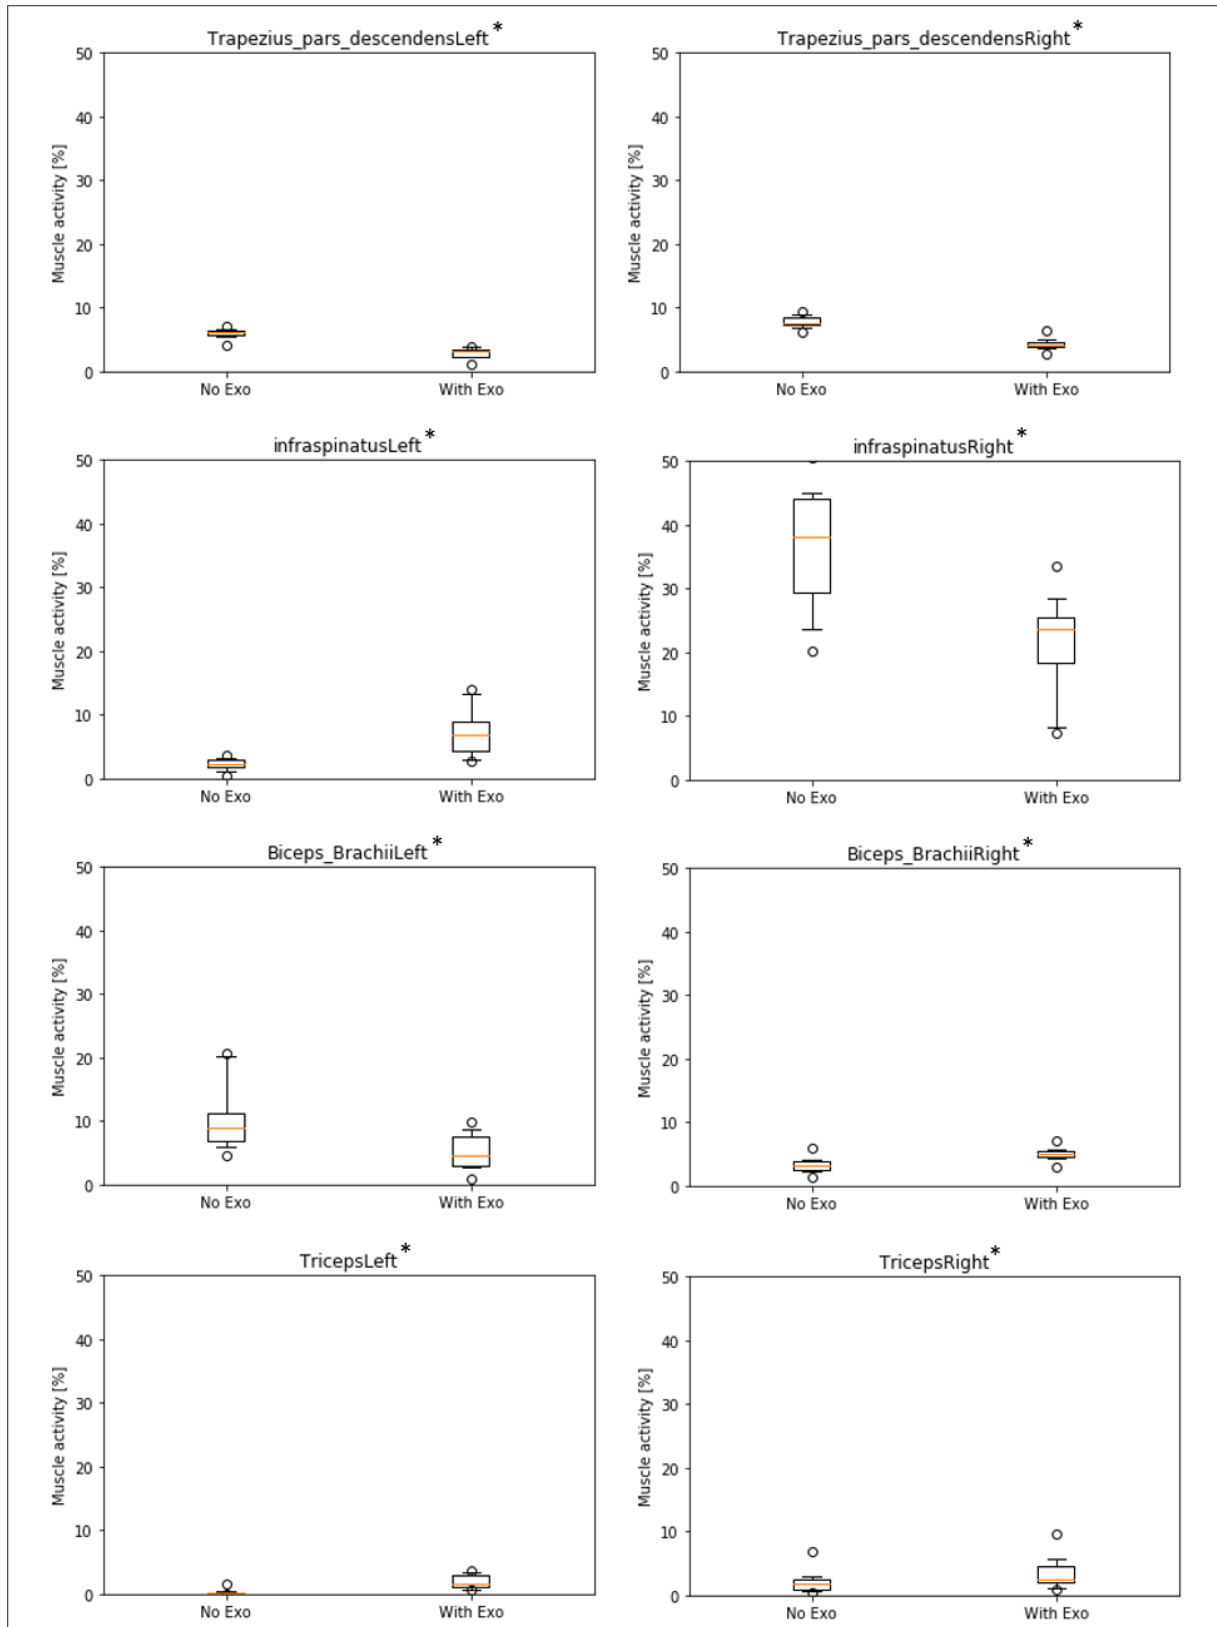 Trapezius_pars_descendensLeft *
50
40
30
20
10
0
Muscle activity [%]
No Exo With Exo
Trapezius_pars_descendensRight *
50
40
30
20
10
0
Muscle activity [%]
No Exo With Exo
infraspinatusLeft *
50
40
30
20
10
0
Muscle activity [%]
No Exo With Exo
infraspinatusRight *
50
40
30
20
10
0
Muscle activity [%]
No Exo With Exo
Biceps_BrachiiLeft *
50
40
30
20
10
0
Muscle activity [%]
No Exo With Exo
Biceps_BrachiiRight *
50
40
30
20
10
0
Muscle activity [%]
No Exo With Exo
TricepsLeft *
50
40
30
20
10
0
Muscle activity [%]
No Exo With Exo
TricepsRight *
50
40
30
20
10
0
Muscle activity [%]
No Exo With Exo